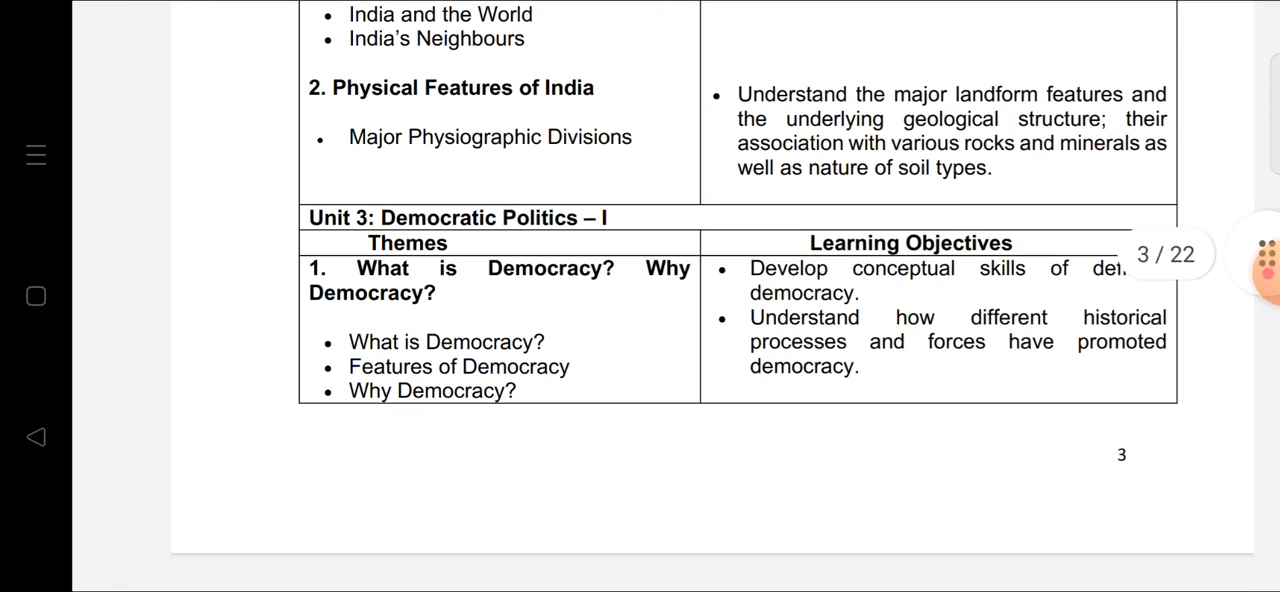 • India and the World
• India's Neighbours
2. Physical Features of India
• Major Physiographic Divisions
• Understand the major landform features and
the underlying geological structure; their
association with various rocks and minerals as
well as nature of soil types.
Unit 3: Democratic Politics – I
Themes
Learning Objectives
1. What is Democracy? Why
Democracy?
• What is Democracy?
• Features of Democracy
• Why Democracy?
• Develop conceptual skills of
democracy.
• Understand how different historical
processes and forces have promoted
democracy.
3 / 22
3